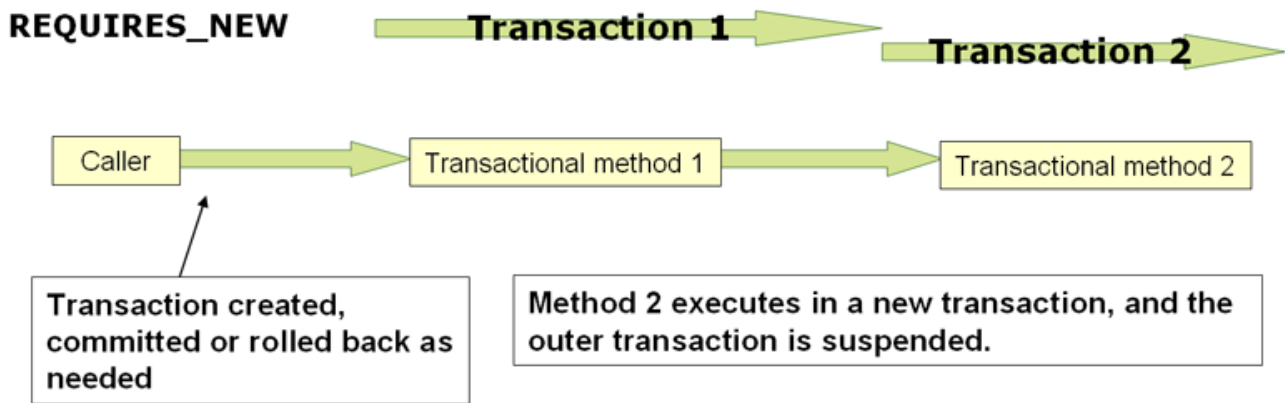 REQUIRES_NEW
Transaction 1
Transaction 2
Caller
Transactional method 1
Transactional method 2
Transaction created,
committed or rolled back as
needed
Method 2 executes in a new transaction, and the
outer transaction is suspended.